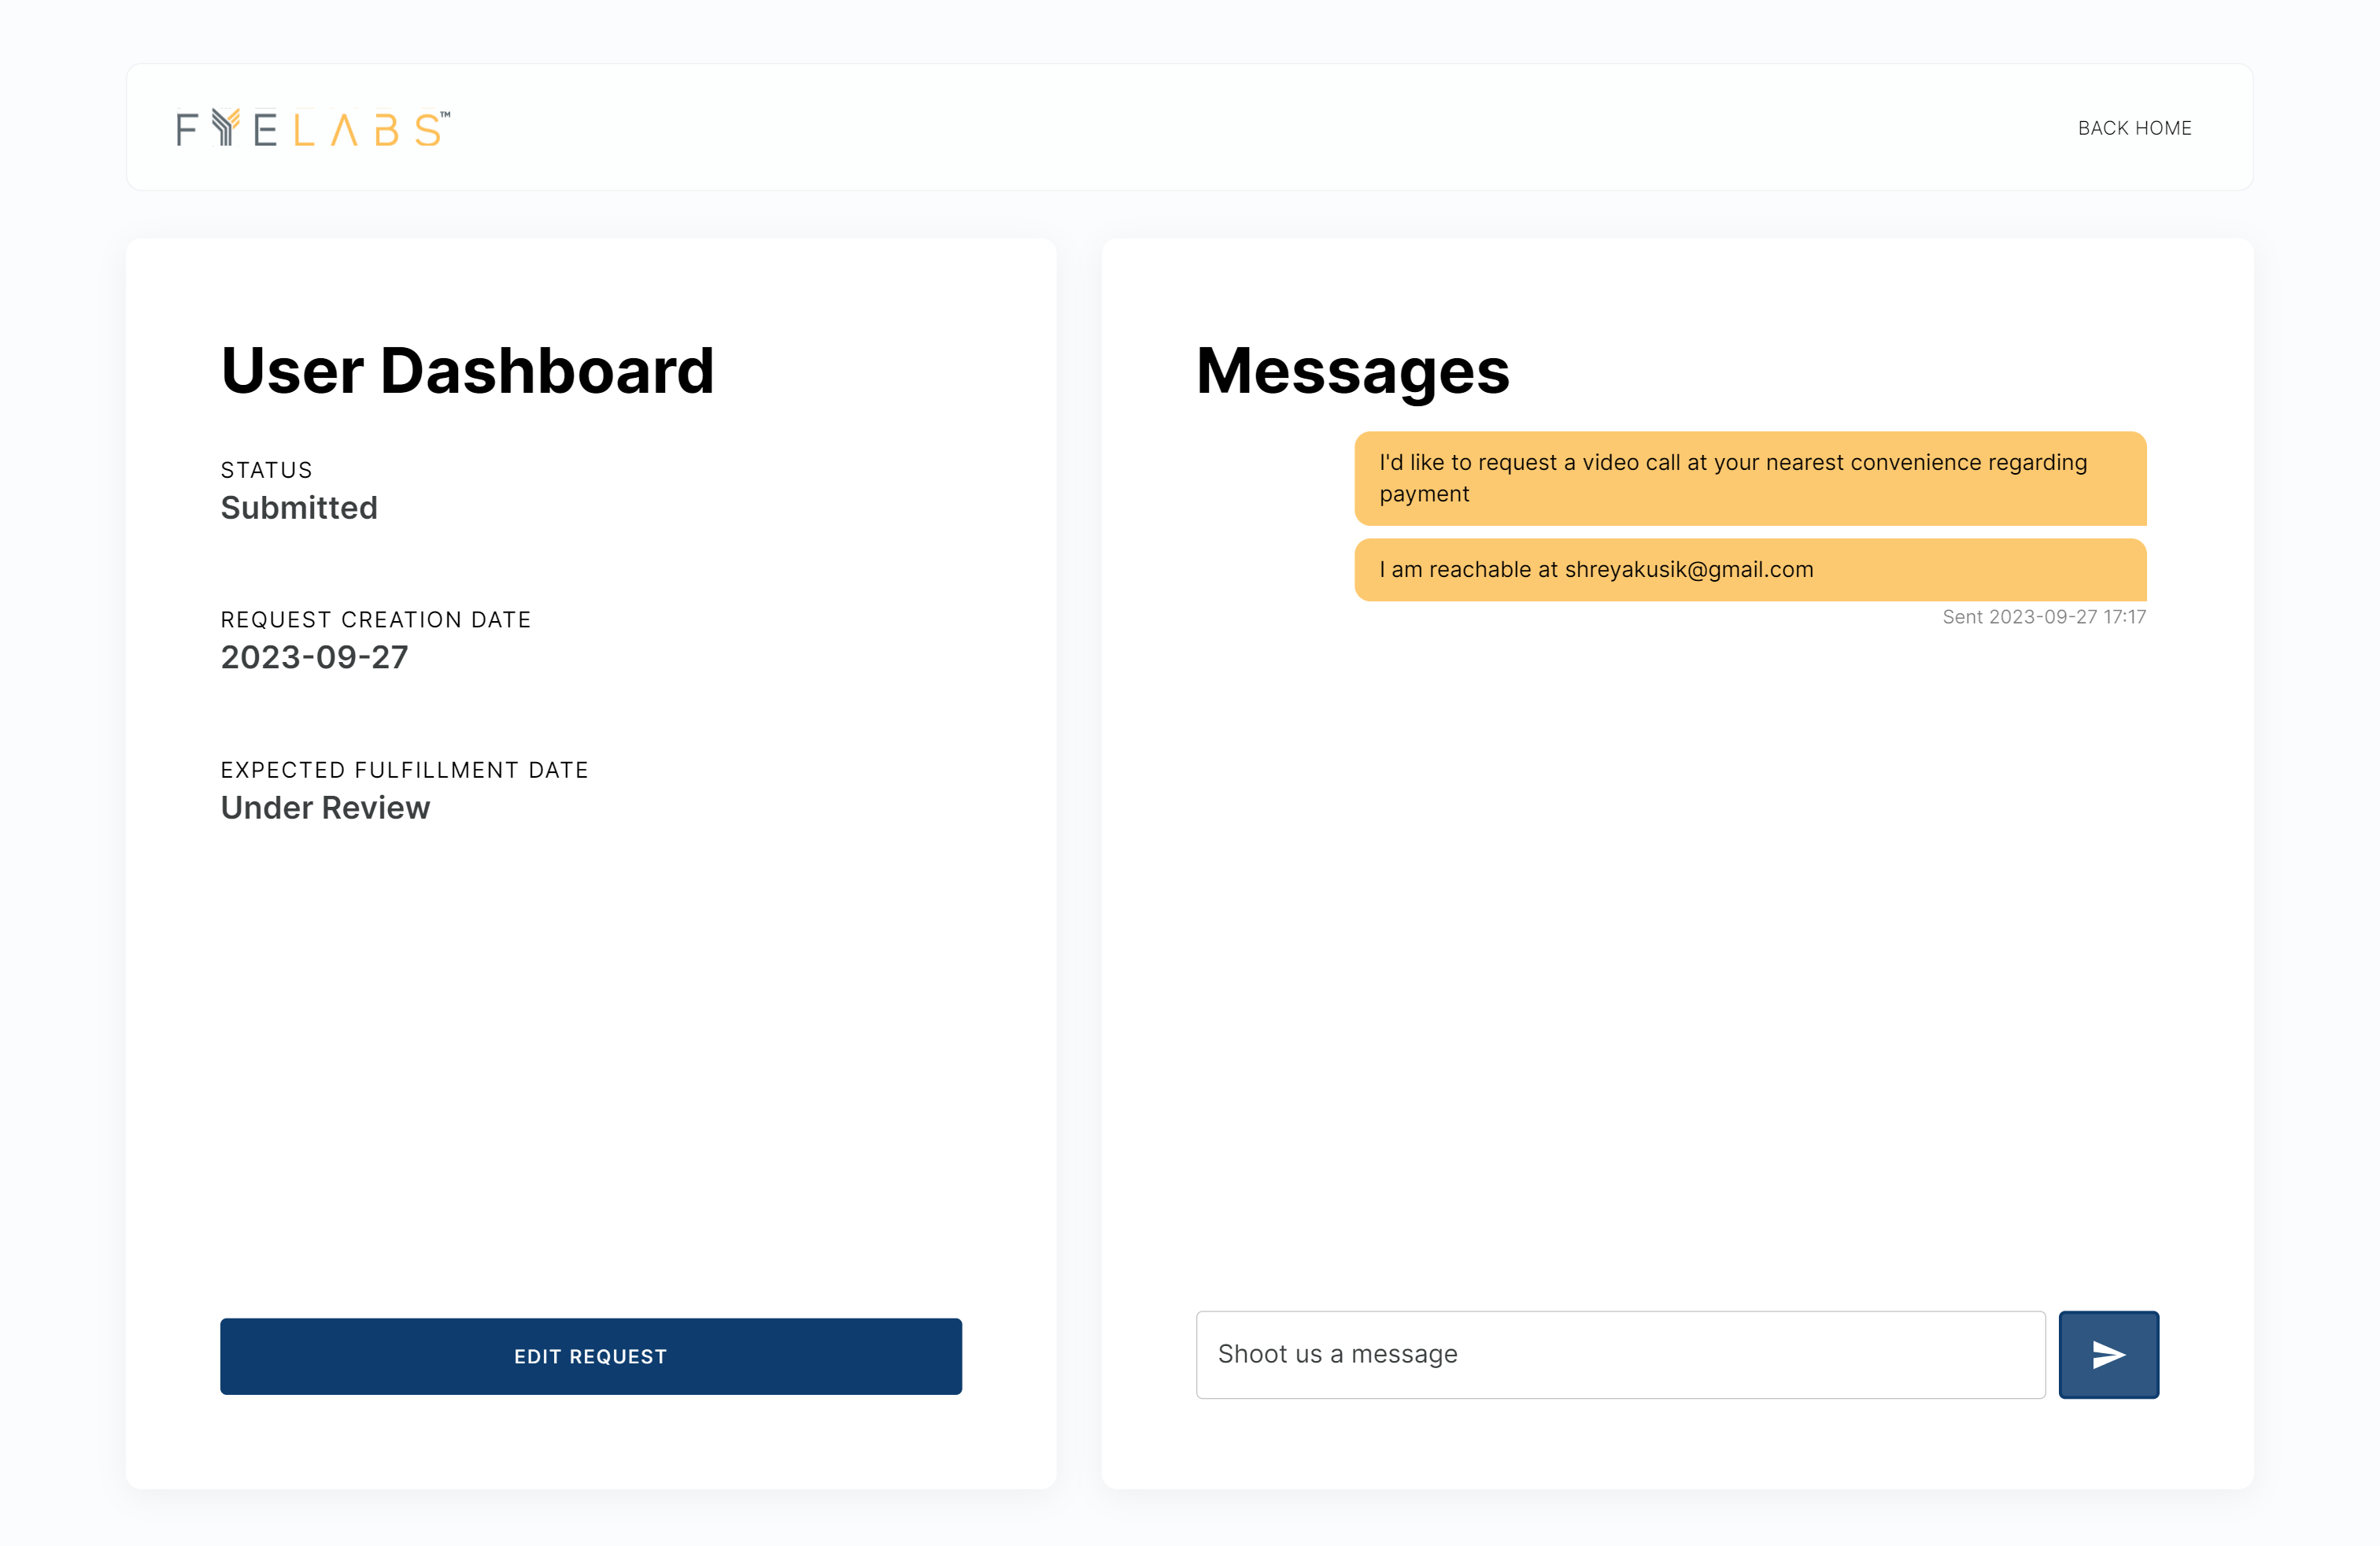 FYELABS™
BACK HOME
User Dashboard
STATUS
Submitted
REQUEST CREATION DATE
2023-09-27
EXPECTED FULFILLMENT DATE
Under Review
EDIT REQUEST
Messages
I'd like to request a video call at your nearest convenience regarding
payment
I am reachable at shreyakusik@gmail.com
Sent 2023-09-27 17:17
Shoot us a message